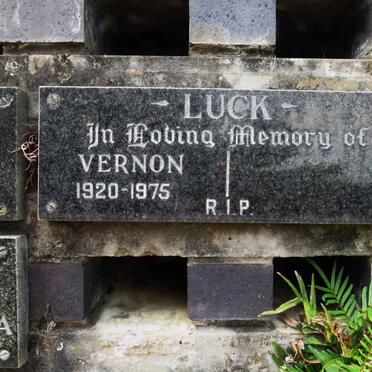 - LUCK -
In Loving Memory of
VERNON
1920-1975
R.I.P.
A